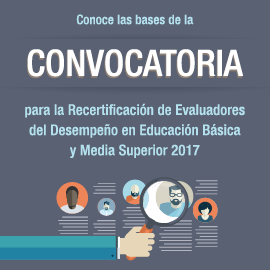 Conoce las bases de la
CONVOCATORIA
para la Recertificación de Evaluadores
del Desempeño en Educación Básica
y Media Superior 2017